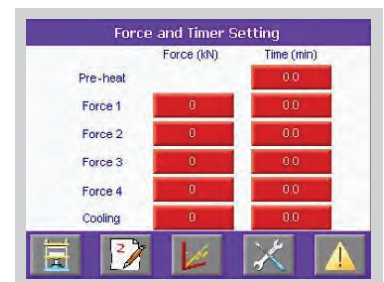 Force and Timer Setting
Force (kN) Time (min)
Pre-heat 0.0
Force 1 0 0.0
Force 2 0 0.0
Force 3 0 0.0
Force 4 0 0.0
Cooling 0 0.0
2